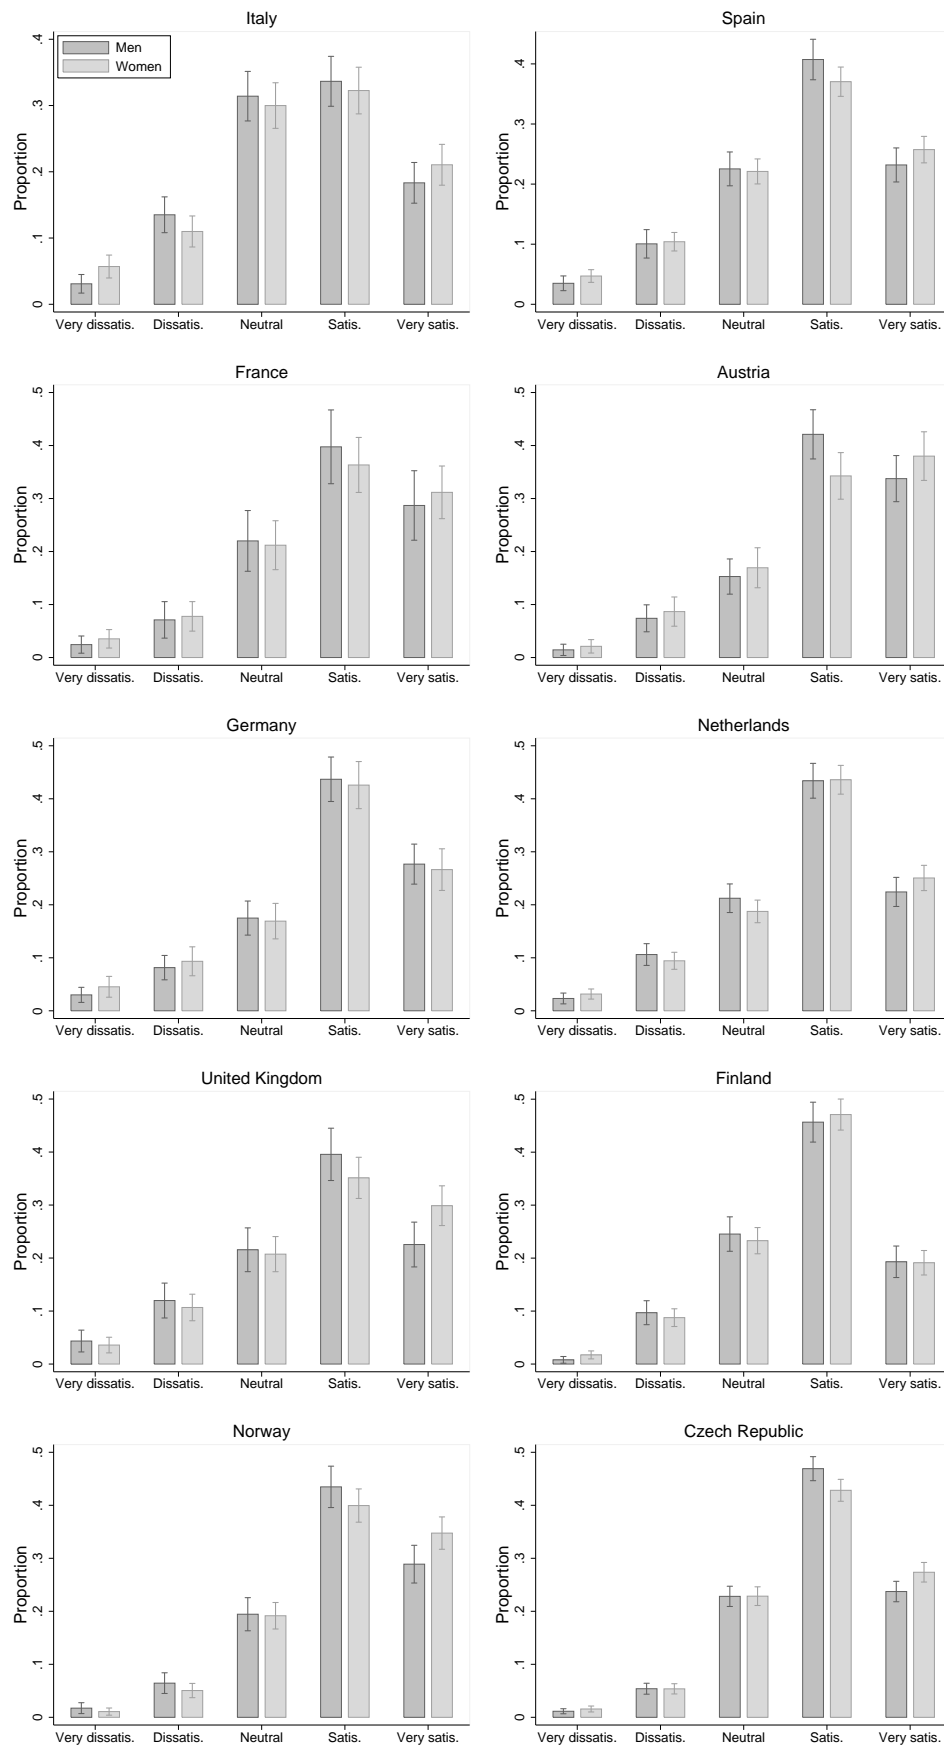 Italy
Men
Women
Proportion
0 .1 .2 .3 .4
Very dissatis. Dissatis. Neutral Satis. Very satis.
Spain
Proportion
0 .1 .2 .3 .4
Very dissatis. Dissatis. Neutral Satis. Very satis.
France
Proportion
0 .1 .2 .3 .4 .5
Very dissatis. Dissatis. Neutral Satis. Very satis.
Austria
Proportion
0 .1 .2 .3 .4 .5
Very dissatis. Dissatis. Neutral Satis. Very satis.
Germany
Proportion
0 .1 .2 .3 .4 .5
Very dissatis. Dissatis. Neutral Satis. Very satis.
Netherlands
Proportion
0 .1 .2 .3 .4 .5
Very dissatis. Dissatis. Neutral Satis. Very satis.
United Kingdom
Proportion
0 .1 .2 .3 .4 .5
Very dissatis. Dissatis. Neutral Satis. Very satis.
Finland
Proportion
0 .1 .2 .3 .4 .5
Very dissatis. Dissatis. Neutral Satis. Very satis.
Norway
Proportion
0 .1 .2 .3 .4 .5
Very dissatis. Dissatis. Neutral Satis. Very satis.
Czech Republic
Proportion
0 .1 .2 .3 .4 .5
Very dissatis. Dissatis. Neutral Satis. Very satis.